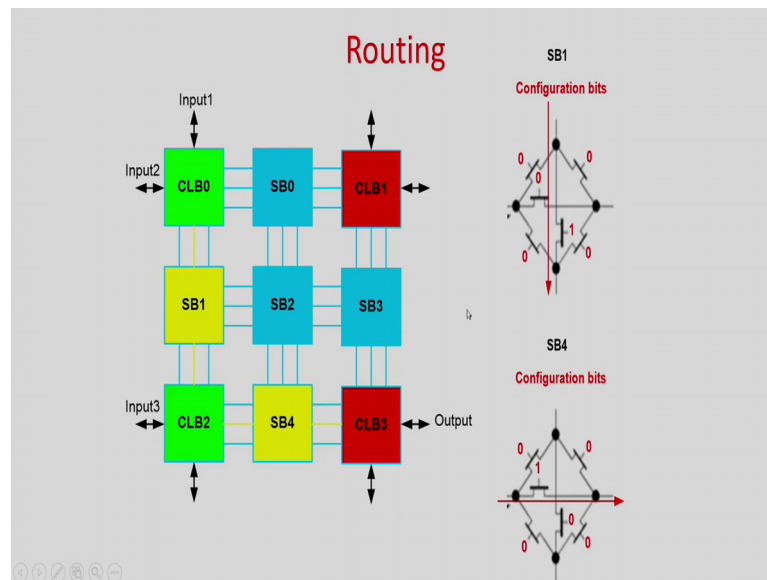 Routing
SB1
Configuration bits
0
0
0
1
0
0
Input1
Input2
CLB0
SB0
CLB1
SB1
SB2
SB3
Input3
CLB2
SB4
CLB3
Output
SB4
Configuration bits
0
0
1
0
0
0